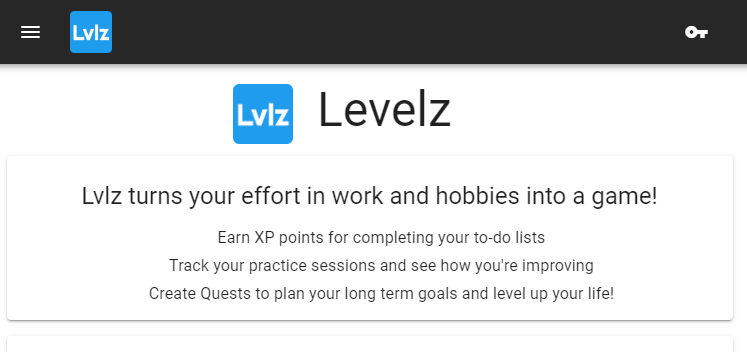 Lvlz
Lvlz Levelz
Lvlz turns your effort in work and hobbies into a game!
Earn XP points for completing your to-do lists
Track your practice sessions and see how you're improving
Create Quests to plan your long term goals and level up your life!